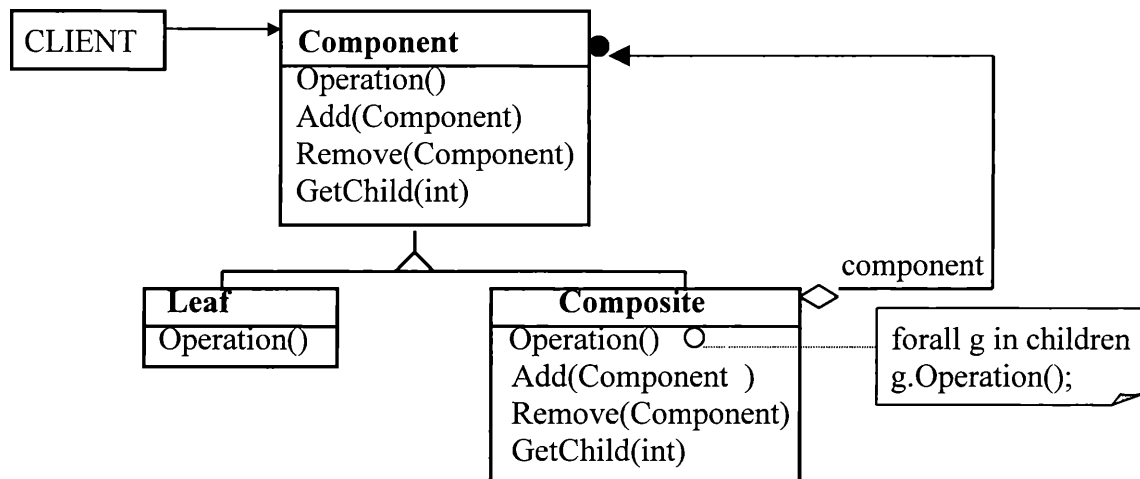 CLIENT
Component
Operation()
Add(Component)
Remove(Component)
GetChild(int)
component
Leaf
Operation()
Composite
Operation()
Add(Component )
Remove(Component)
GetChild(int)
forall g in children
g.Operation();